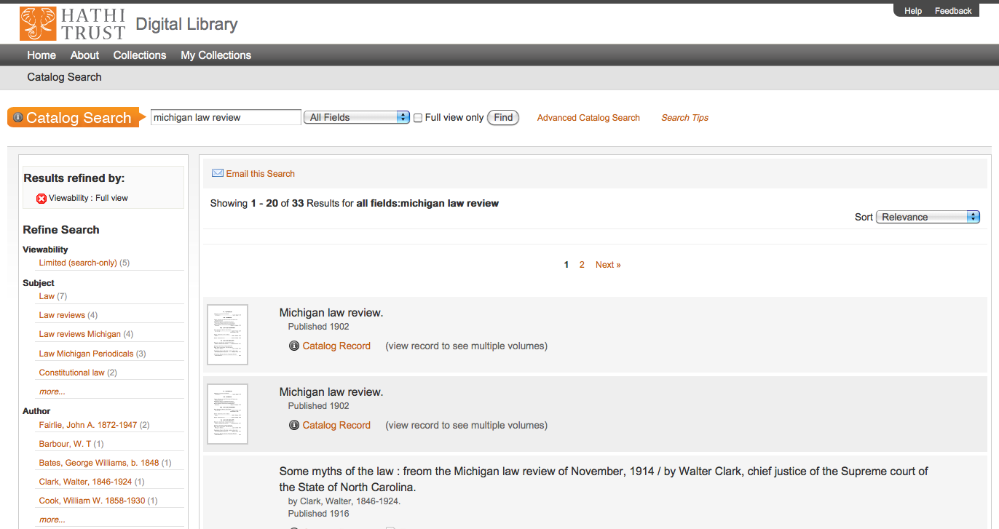 Help Feedback
HATHI
TRUST
Digital Library
Home About Collections My Collections
Catalog Search
Catalog Search michigan law review All Fields Full view only Find Advanced Catalog Search Search Tips
Results refined by:
Viewability : Full view
Refine Search
Viewability
Limited (search-only) (5)
Subject
Law (7)
Law reviews (4)
Law reviews Michigan (4)
Law Michigan Periodicals (3)
Constitutional law (2)
more...
Author
Fairlie, John A. 1872-1947 (2)
Barbour, W. T (1)
Bates, George Williams, b. 1848 (1)
Clark, Walter, 1846-1924 (1)
Cook, William W. 1858-1930 (1)
more...
Email this Search
Showing 1 - 20 of 33 Results for all fields:michigan law review
Sort Relevance
1 2 Next »
Michigan law review.
Published 1902
Catalog Record (view record to see multiple volumes)
Michigan law review.
Published 1902
Catalog Record (view record to see multiple volumes)
Some myths of the law : freom the Michigan law review of November, 1914 / by Walter Clark, chief justice of the Supreme court of
the State of North Carolina.
by Clark, Walter, 1846-1924.
Published 1916